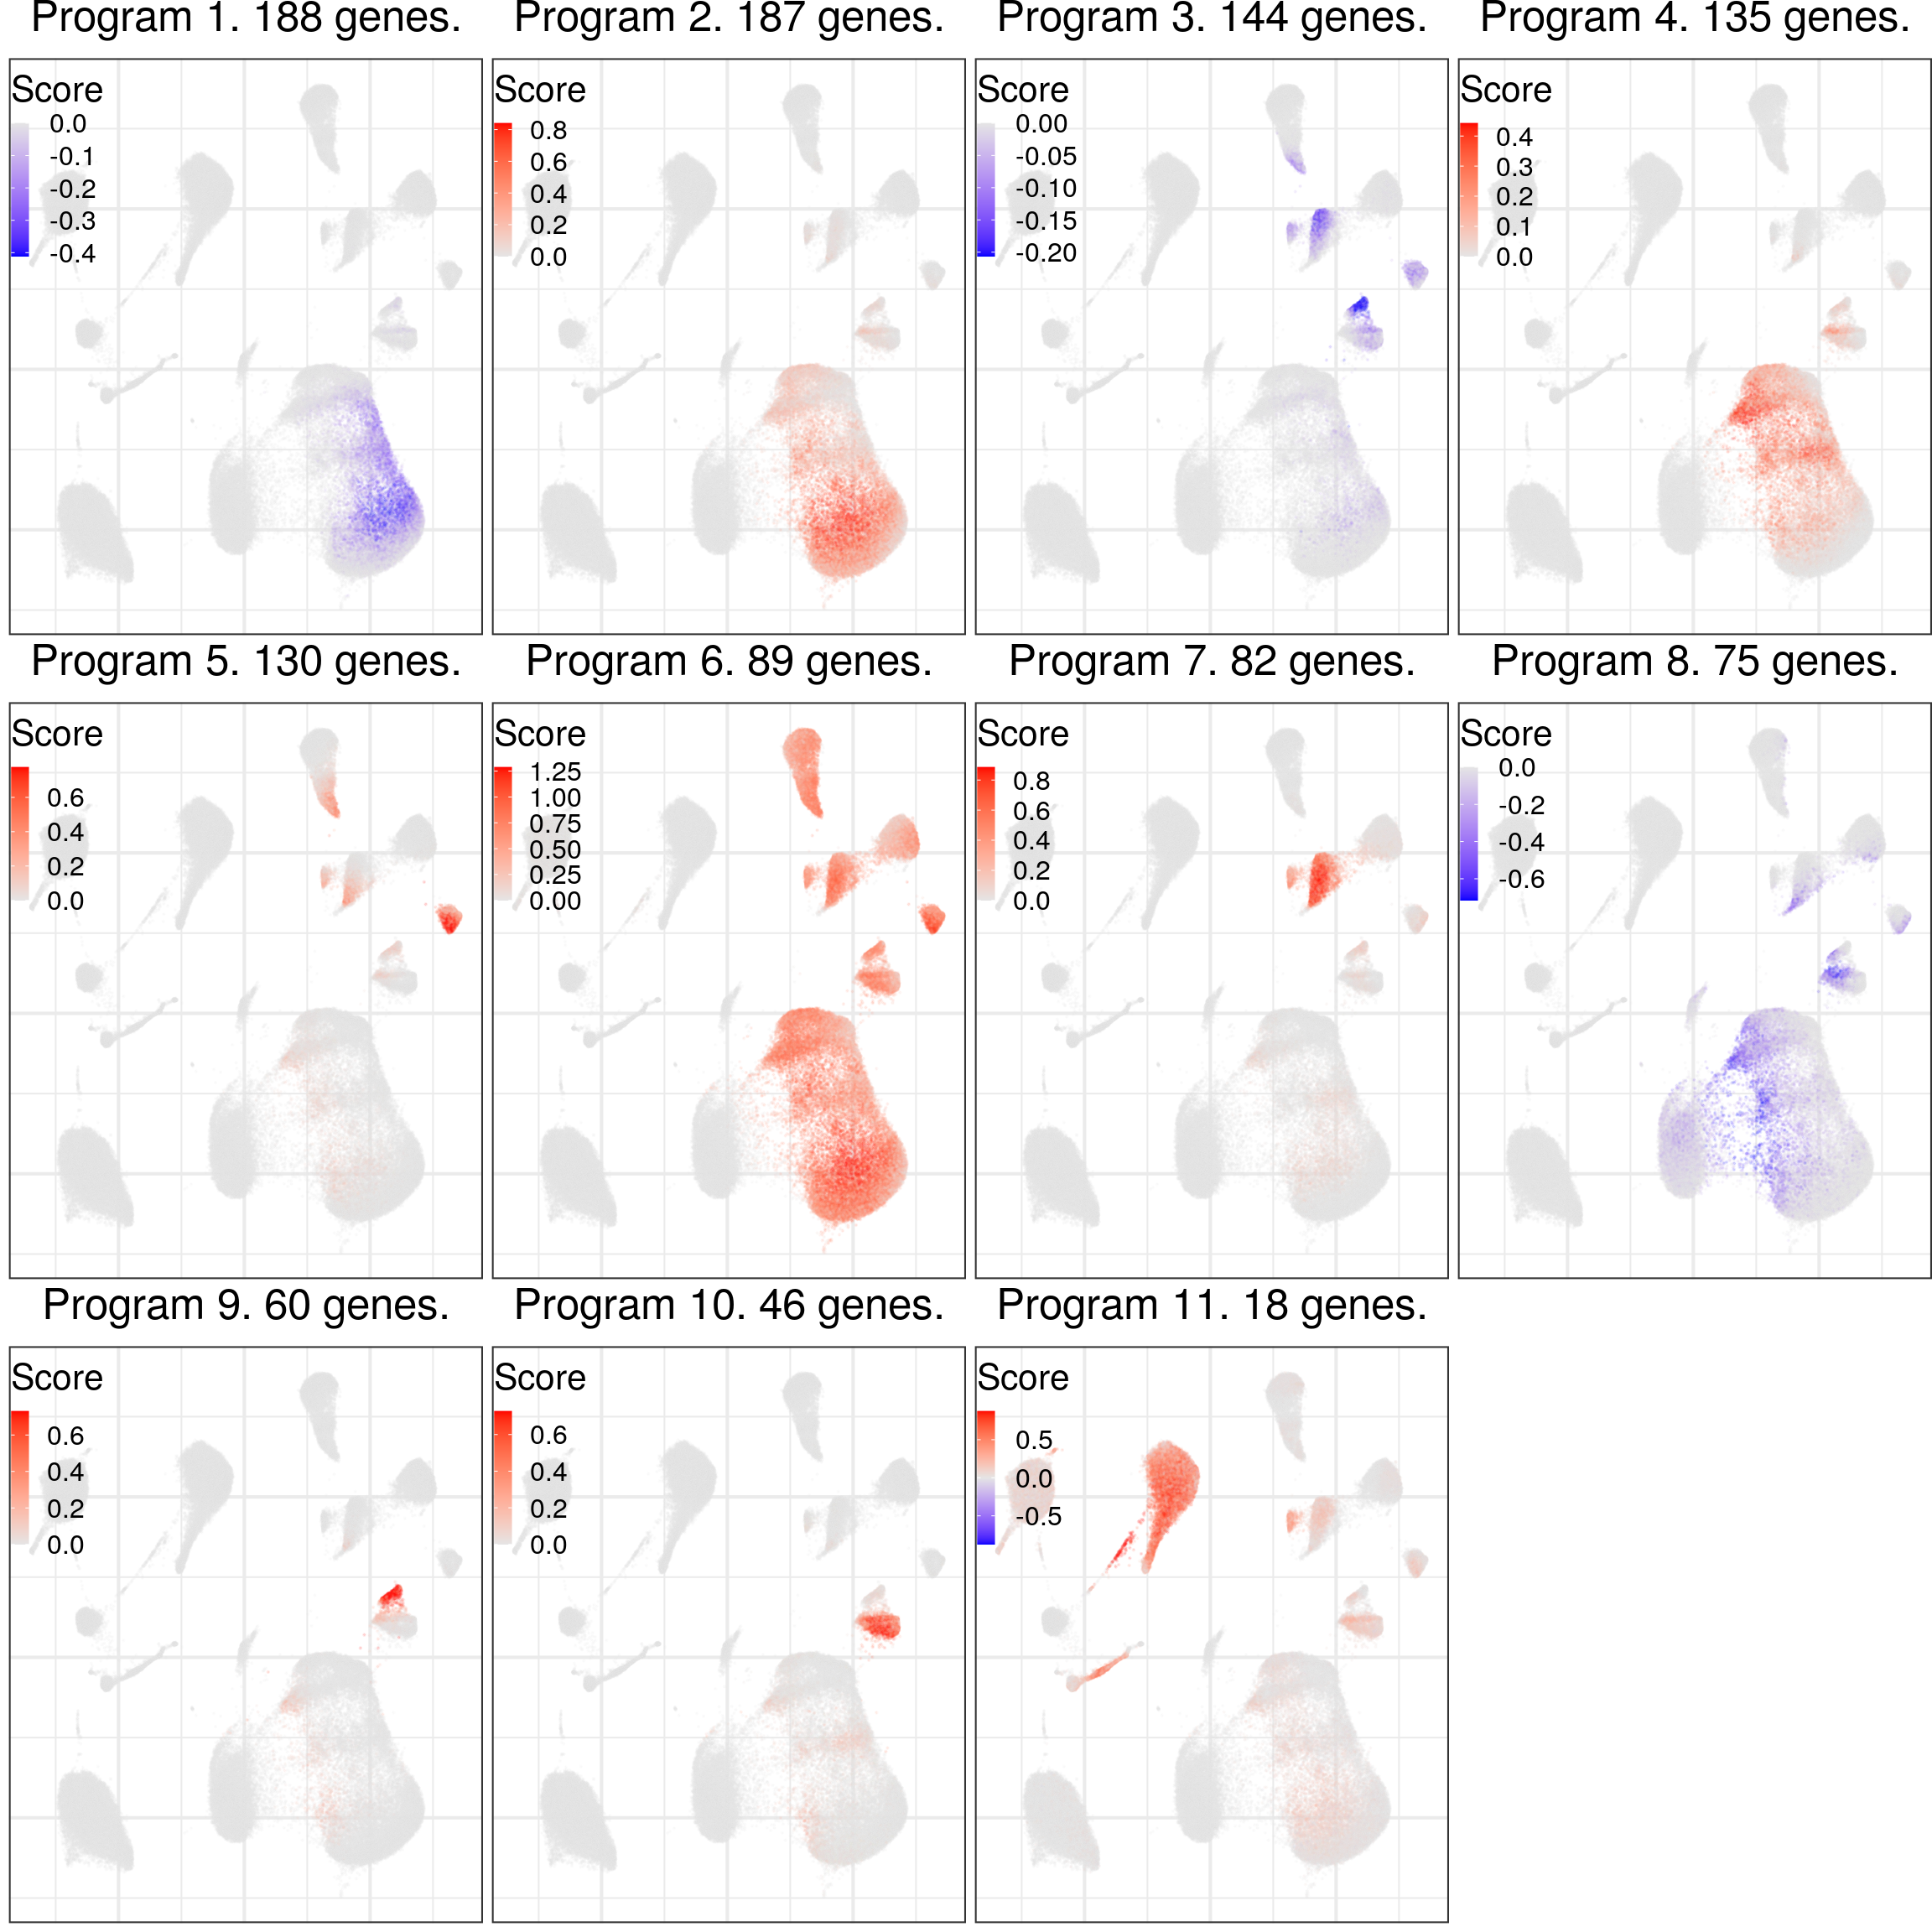 Program 1. 188 genes.
Score
0.0
-0.1
-0.2
-0.3
-0.4
Program 2. 187 genes.
Score
0.8
0.6
0.4
0.2
0.0
Program 3. 144 genes.
Score
0.00
-0.05
-0.10
-0.15
-0.20
Program 4. 135 genes.
Score
0.4
0.3
0.2
0.1
0.0
Program 5. 130 genes.
Score
0.6
0.4
0.2
0.0
Program 6. 89 genes.
Score
1.25
1.00
0.75
0.50
0.25
0.00
Program 7. 82 genes.
Score
0.8
0.6
0.4
0.2
0.0
Program 8. 75 genes.
Score
0.0
-0.2
-0.4
-0.6
Program 9. 60 genes.
Score
0.6
0.4
0.2
0.0
Program 10. 46 genes.
Score
0.6
0.4
0.2
0.0
Program 11. 18 genes.
Score
0.5
0.0
-0.5